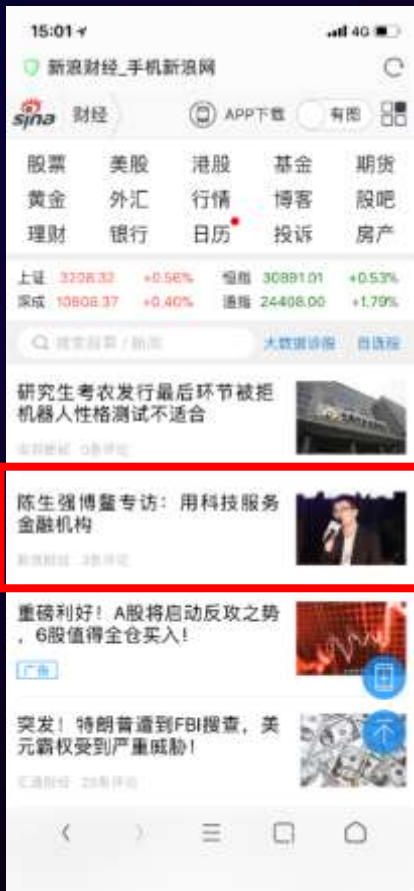 15:01 4G
新浪财经_手机新浪网
sina 财经 APP下载 有图
股票 美股 港股 基金 期货
黄金 外汇 行情 博客 股吧
理财 银行 日历 投诉 房产
上证 3208.32 +0.56% 恒指 30891.01 +0.53%
深成 10808.37 +0.40% 道指 24408.00 +1.79%
大数据诊股 自选股
研究生考农发行最后环节被拒
机器人性格测试不适合
陈生强博鳌专访：用科技服务
金融机构
重磅利好！A股将启动反攻之势
，6股值得全仓买入！
广告
突发！特朗普遭到FBI搜查，美
元霸权受到严重威胁！